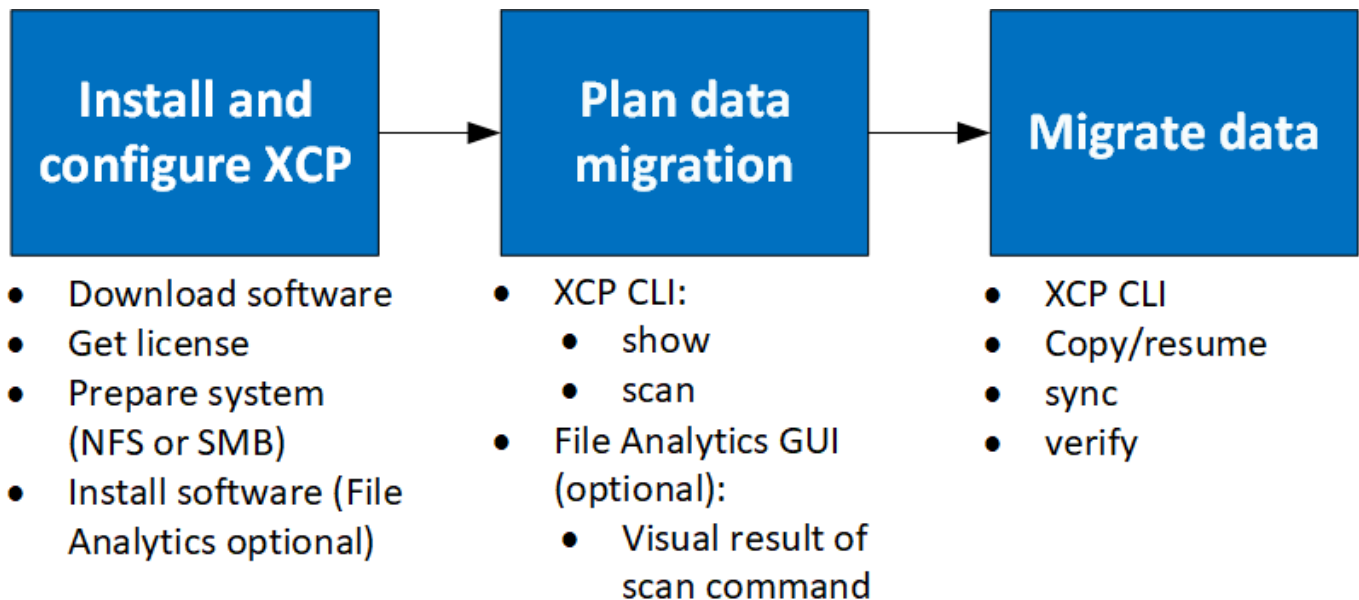 Install and
configure XCP
Plan data
migration
Migrate data
• Download software
• Get license
• Prepare system
(NFS or SMB)
• Install software (File
Analytics optional)
• XCP CLI:
• show
• scan
• File Analytics GUI
(optional):
• Visual result of
scan command
• XCP CLI
• Copy/resume
• sync
• verify